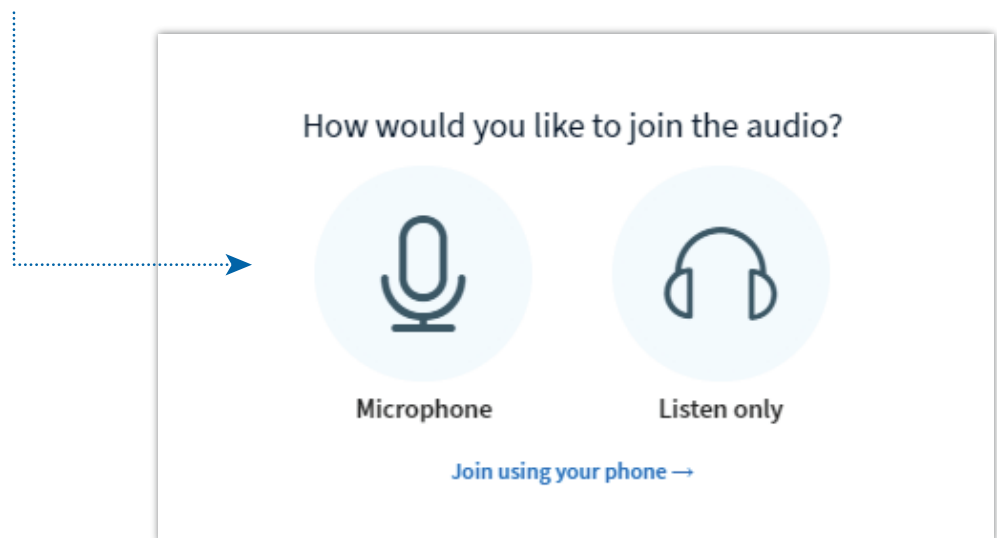 How would you like to join the audio?
Microphone Listen only
Join using your phone →